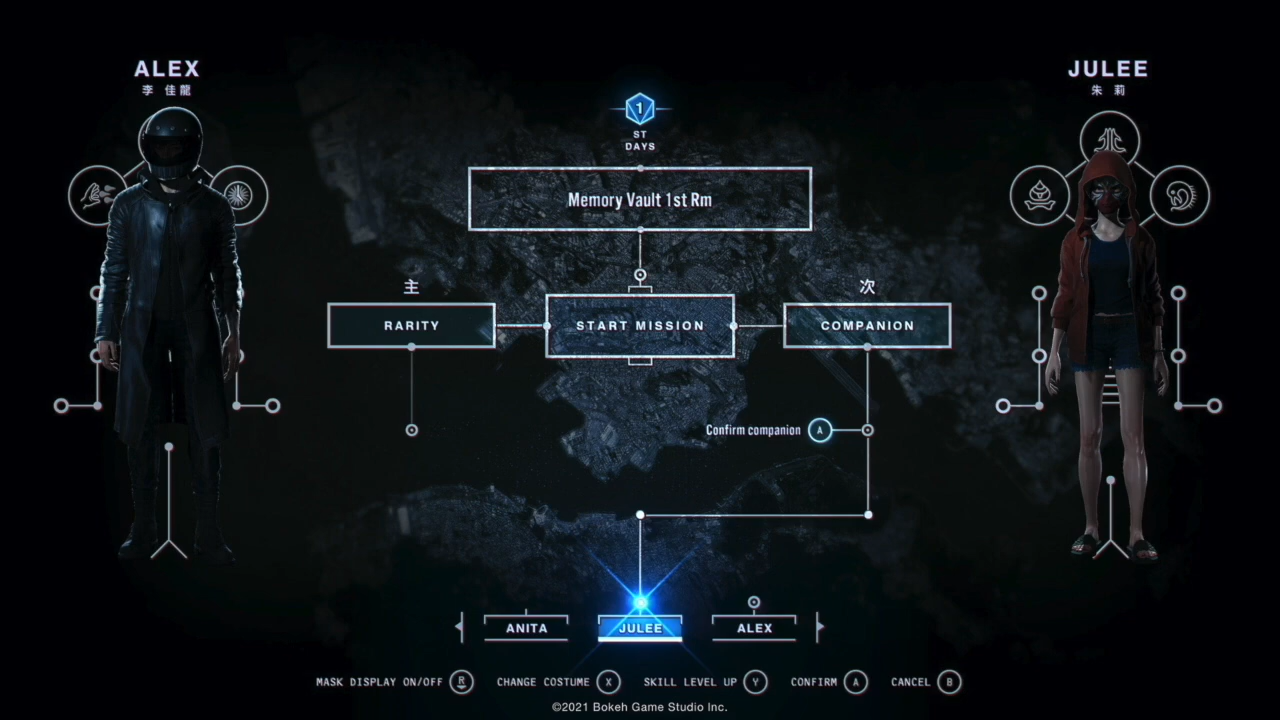 ALEX
李 佳龍
JULEE
朱 莉
1
ST
DAYS
Memory Vault 1st Rm
主
次
RARITY
START MISSION
COMPANION
Confirm companion A
ANITA
JULEE
ALEX
MASK DISPLAY ON/OFF R CHANGE COSTUME X SKILL LEVEL UP Y CONFIRM A CANCEL B
©2021 Bokeh Game Studio Inc.